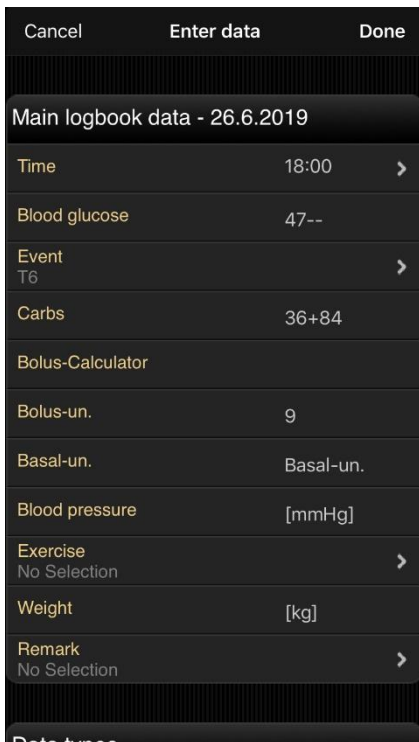 Cancel Enter data Done
Main logbook data - 26.6.2019
Time 18:00
Blood glucose 47--
Event
T6
Carbs 36+84
Bolus-Calculator
Bolus-un. 9
Basal-un. Basal-un.
Blood pressure [mmHg]
Exercise
No Selection
Weight [kg]
Remark
No Selection
Data types